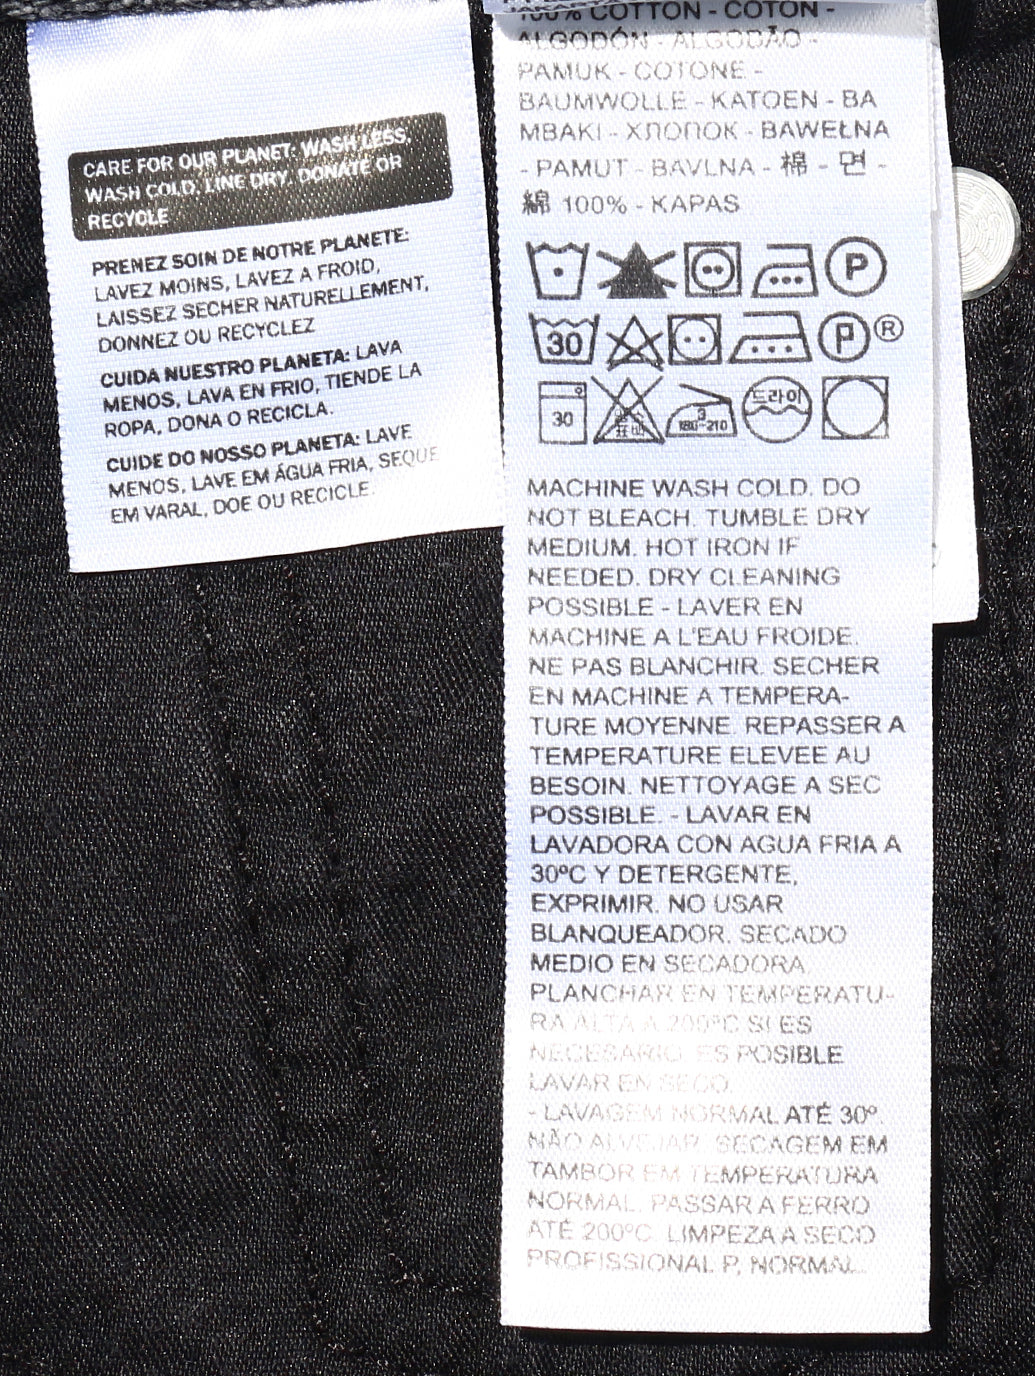 CARE FOR OUR PLANET: WASH LESS,
WASH COLD, LINE DRY, DONATE OR
RECYCLE
PRENEZ SOIN DE NOTRE PLANETE:
LAVEZ MOINS, LAVEZ A FROID,
LAISSEZ SECHER NATURELLEMENT,
DONNEZ OU RECYCLEZ
CUIDA NUESTRO PLANETA: LAVA
MENOS, LAVA EN FRIO, TIENDE LA
ROPA, DONA O RECICLA.
CUIDE DO NOSSO PLANETA: LAVE
MENOS, LAVE EM ÁGUA FRIA, SEQUE
EM VARAL, DOE OU RECICLE.
100% COTTON - COTON -
ALGODÓN - ALGODÃO -
PAMUK - COTONE -
BAUMWOLLE - KATOEN - BA
MBAKI - ХЛОПОК - BAWEŁNA
- PAMUT - BAVLNA - 棉 - 면 -
綿 100% - KAPAS
P
30 P ®
30 표백 3 180~210 드라이
MACHINE WASH COLD. DO
NOT BLEACH. TUMBLE DRY
MEDIUM. HOT IRON IF
NEEDED. DRY CLEANING
POSSIBLE - LAVER EN
MACHINE A L'EAU FROIDE.
NE PAS BLANCHIR. SECHER
EN MACHINE A TEMPERA-
TURE MOYENNE. REPASSER A
TEMPERATURE ELEVEE AU
BESOIN. NETTOYAGE A SEC
POSSIBLE. - LAVAR EN
LAVADORA CON AGUA FRIA A
30ºC Y DETERGENTE,
EXPRIMIR. NO USAR
BLANQUEADOR. SECADO
MEDIO EN SECADORA.
PLANCHAR EN TEMPERATU-
RA ALTA A 200ºC SI ES
NECESARIO. ES POSIBLE
LAVAR EN SECO.
- LAVAGEM NORMAL ATÉ 30º.
NÃO ALVEJAR. SECAGEM EM
TAMBOR EM TEMPERATURA
NORMAL. PASSAR A FERRO
ATÉ 200ºC. LIMPEZA A SECO
PROFISSIONAL P, NORMAL.